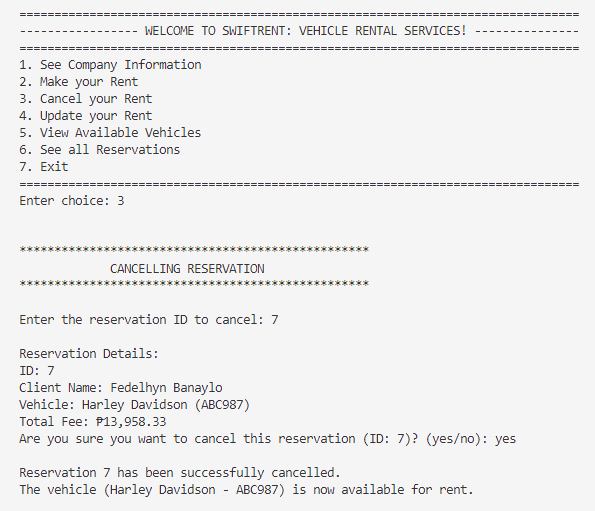 ================================================================================
----------------- WELCOME TO SWIFTRENT: VEHICLE RENTAL SERVICES! ---------------
================================================================================
1. See Company Information
2. Make your Rent
3. Cancel your Rent
4. Update your Rent
5. View Available Vehicles
6. See all Reservations
7. Exit
================================================================================
Enter choice: 3
**************************************************
CANCELLING RESERVATION
**************************************************
Enter the reservation ID to cancel: 7
Reservation Details:
ID: 7
Client Name: Fedelhyn Banaylo
Vehicle: Harley Davidson (ABC987)
Total Fee: ₱13,958.33
Are you sure you want to cancel this reservation (ID: 7)? (yes/no): yes
Reservation 7 has been successfully cancelled.
The vehicle (Harley Davidson - ABC987) is now available for rent.